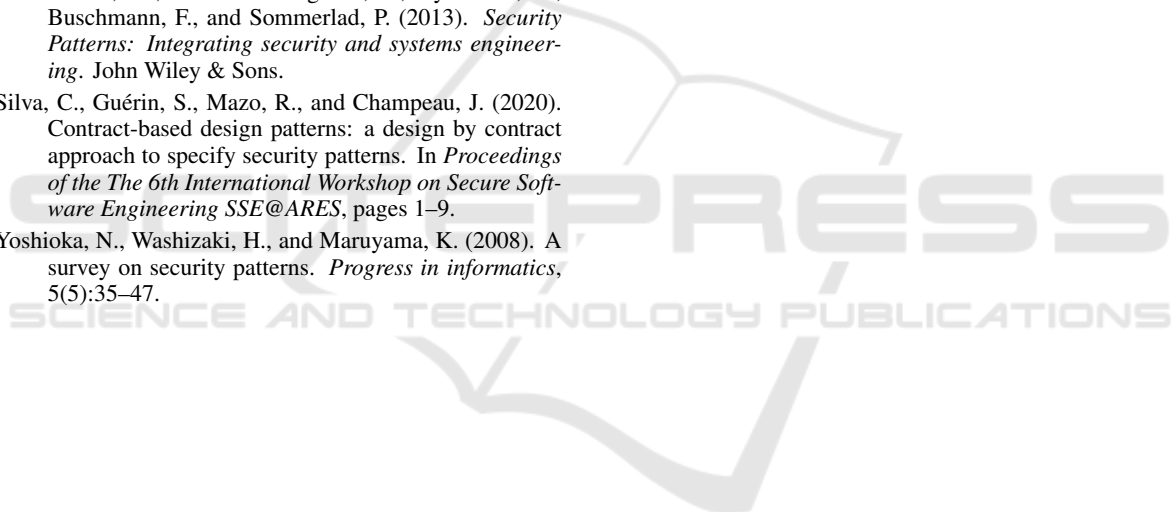 Buschmann, F., and Sommerlad, P. (2013). Security
Patterns: Integrating security and systems engineer-
ing. John Wiley & Sons.
Silva, C., Guérin, S., Mazo, R., and Champeau, J. (2020).
Contract-based design patterns: a design by contract
approach to specify security patterns. In Proceedings
of the The 6th International Workshop on Secure Soft-
ware Engineering SSE@ARES, pages 1–9.
Yoshioka, N., Washizaki, H., and Maruyama, K. (2008). A
survey on security patterns. Progress in informatics,
5(5):35–47.
SCITEPRESS
SCIENCE AND TECHNOLOGY PUBLICATIONS